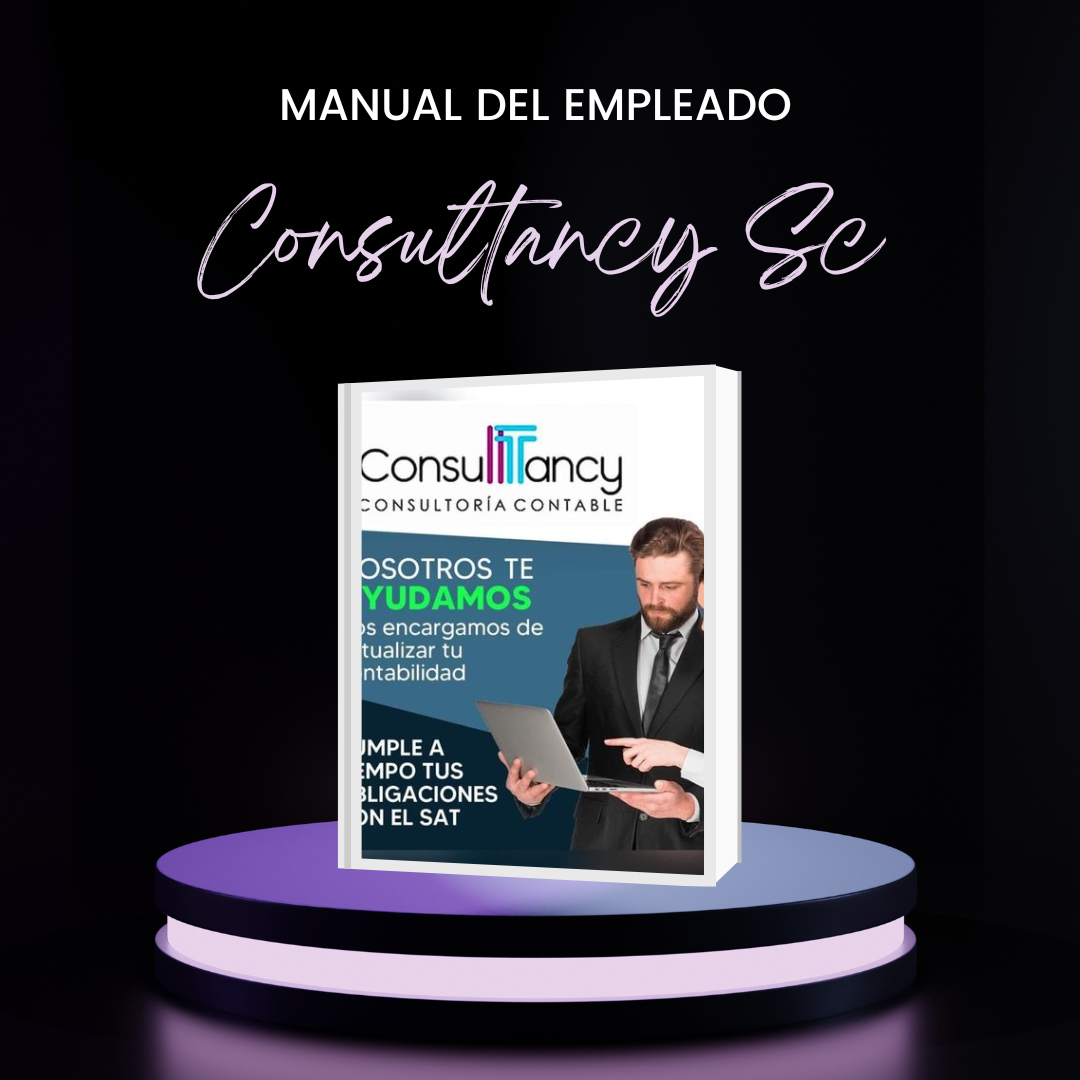 MANUAL DEL EMPLEADO
Consultancy Sc
ConsulTancy
CONSULTORÍA CONTABLE
OSOTROS TE
YUDAMOS
os encargamos de
tualizar tu
ntabilidad
UMPLE A
EMPO TUS
BLIGACIONES
ON EL SAT